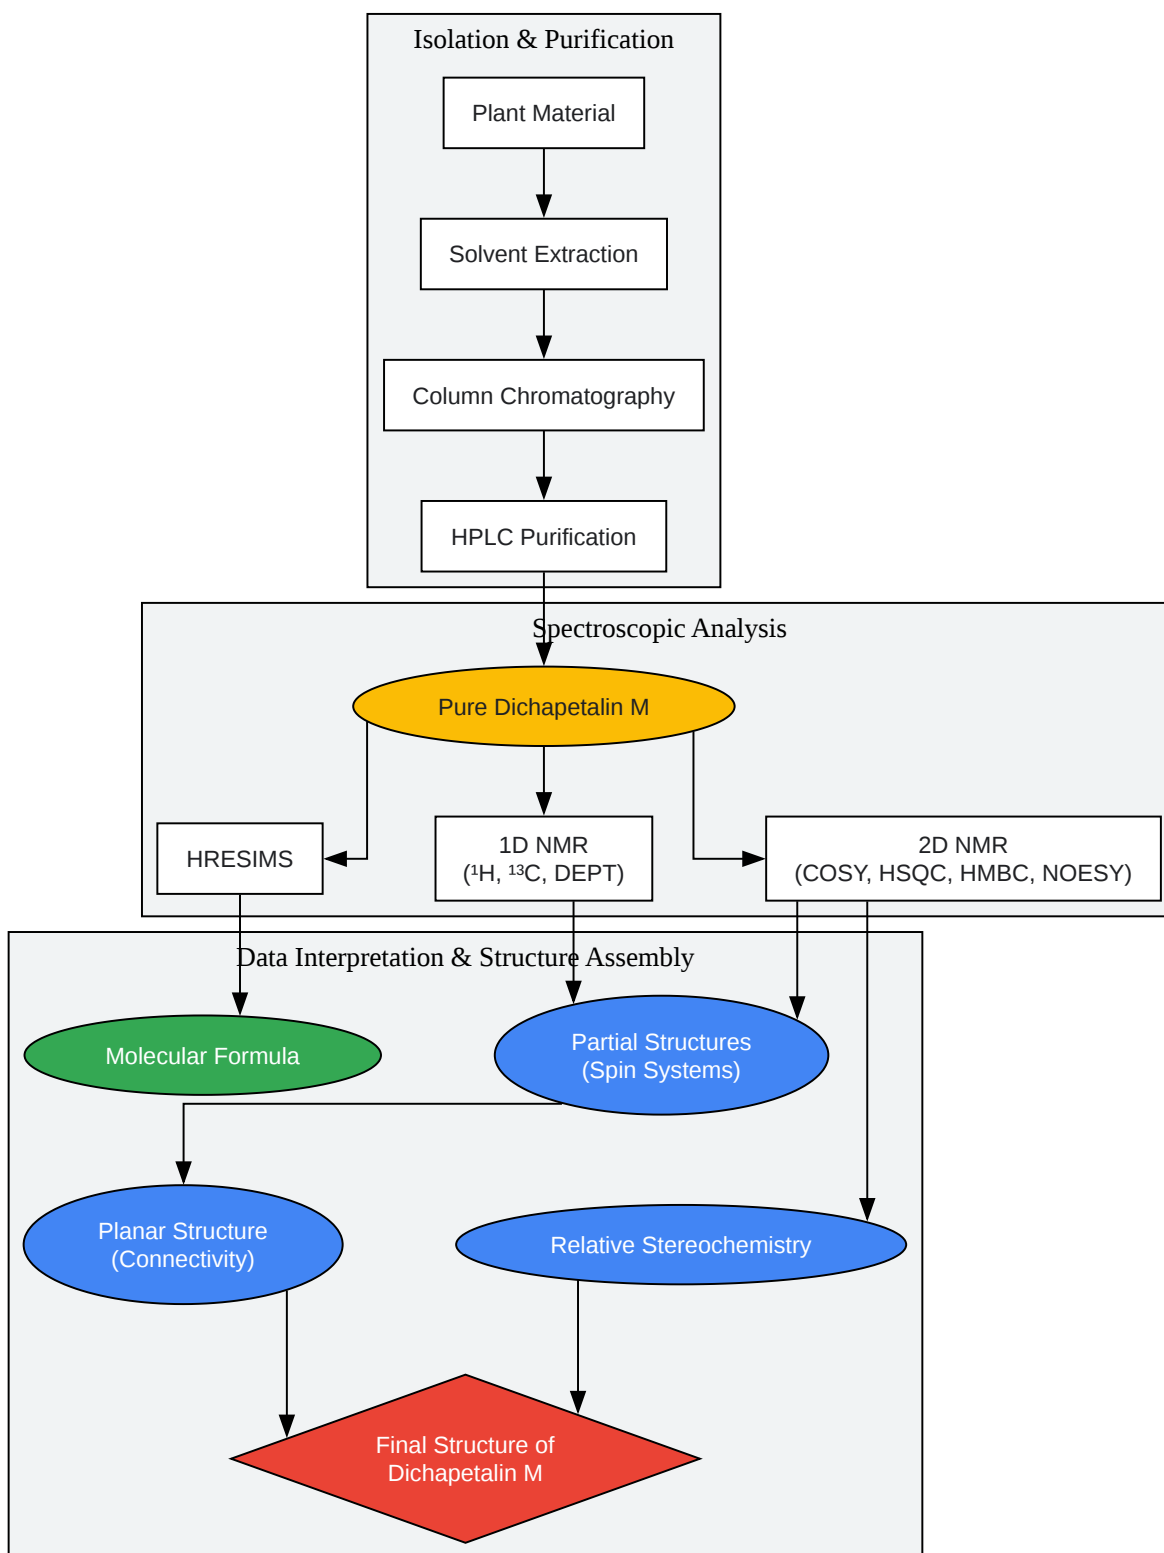 Isolation & Purification
Plant Material
Solvent Extraction
Column Chromatography
HPLC Purification
Spectroscopic Analysis
Pure Dichapetalin M
HRESIMS
1D NMR
(¹H, ¹³C, DEPT)
2D NMR
(COSY, HSQC, HMBC, NOESY)
Data Interpretation & Structure Assembly
Molecular Formula
Partial Structures
(Spin Systems)
Planar Structure
(Connectivity)
Relative Stereochemistry
Final Structure of
Dichapetalin M